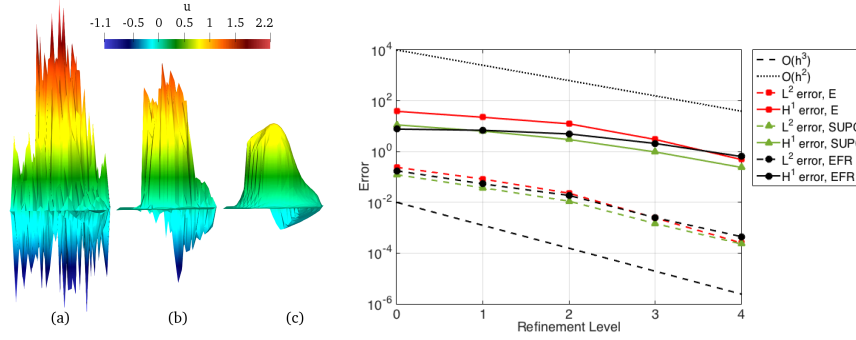 u
-1.1 -0.5 0 0.5 1 1.5 2.2
(a) (b) (c)
10^4
10^2
10^0
10^-2
10^-4
10^-6
Error
0 1 2 3 4
Refinement Level
O(h^3)
O(h^2)
L^2 error, E
H^1 error, E
L^2 error, SUPG
H^1 error, SUPG
L^2 error, EFR
H^1 error, EFR